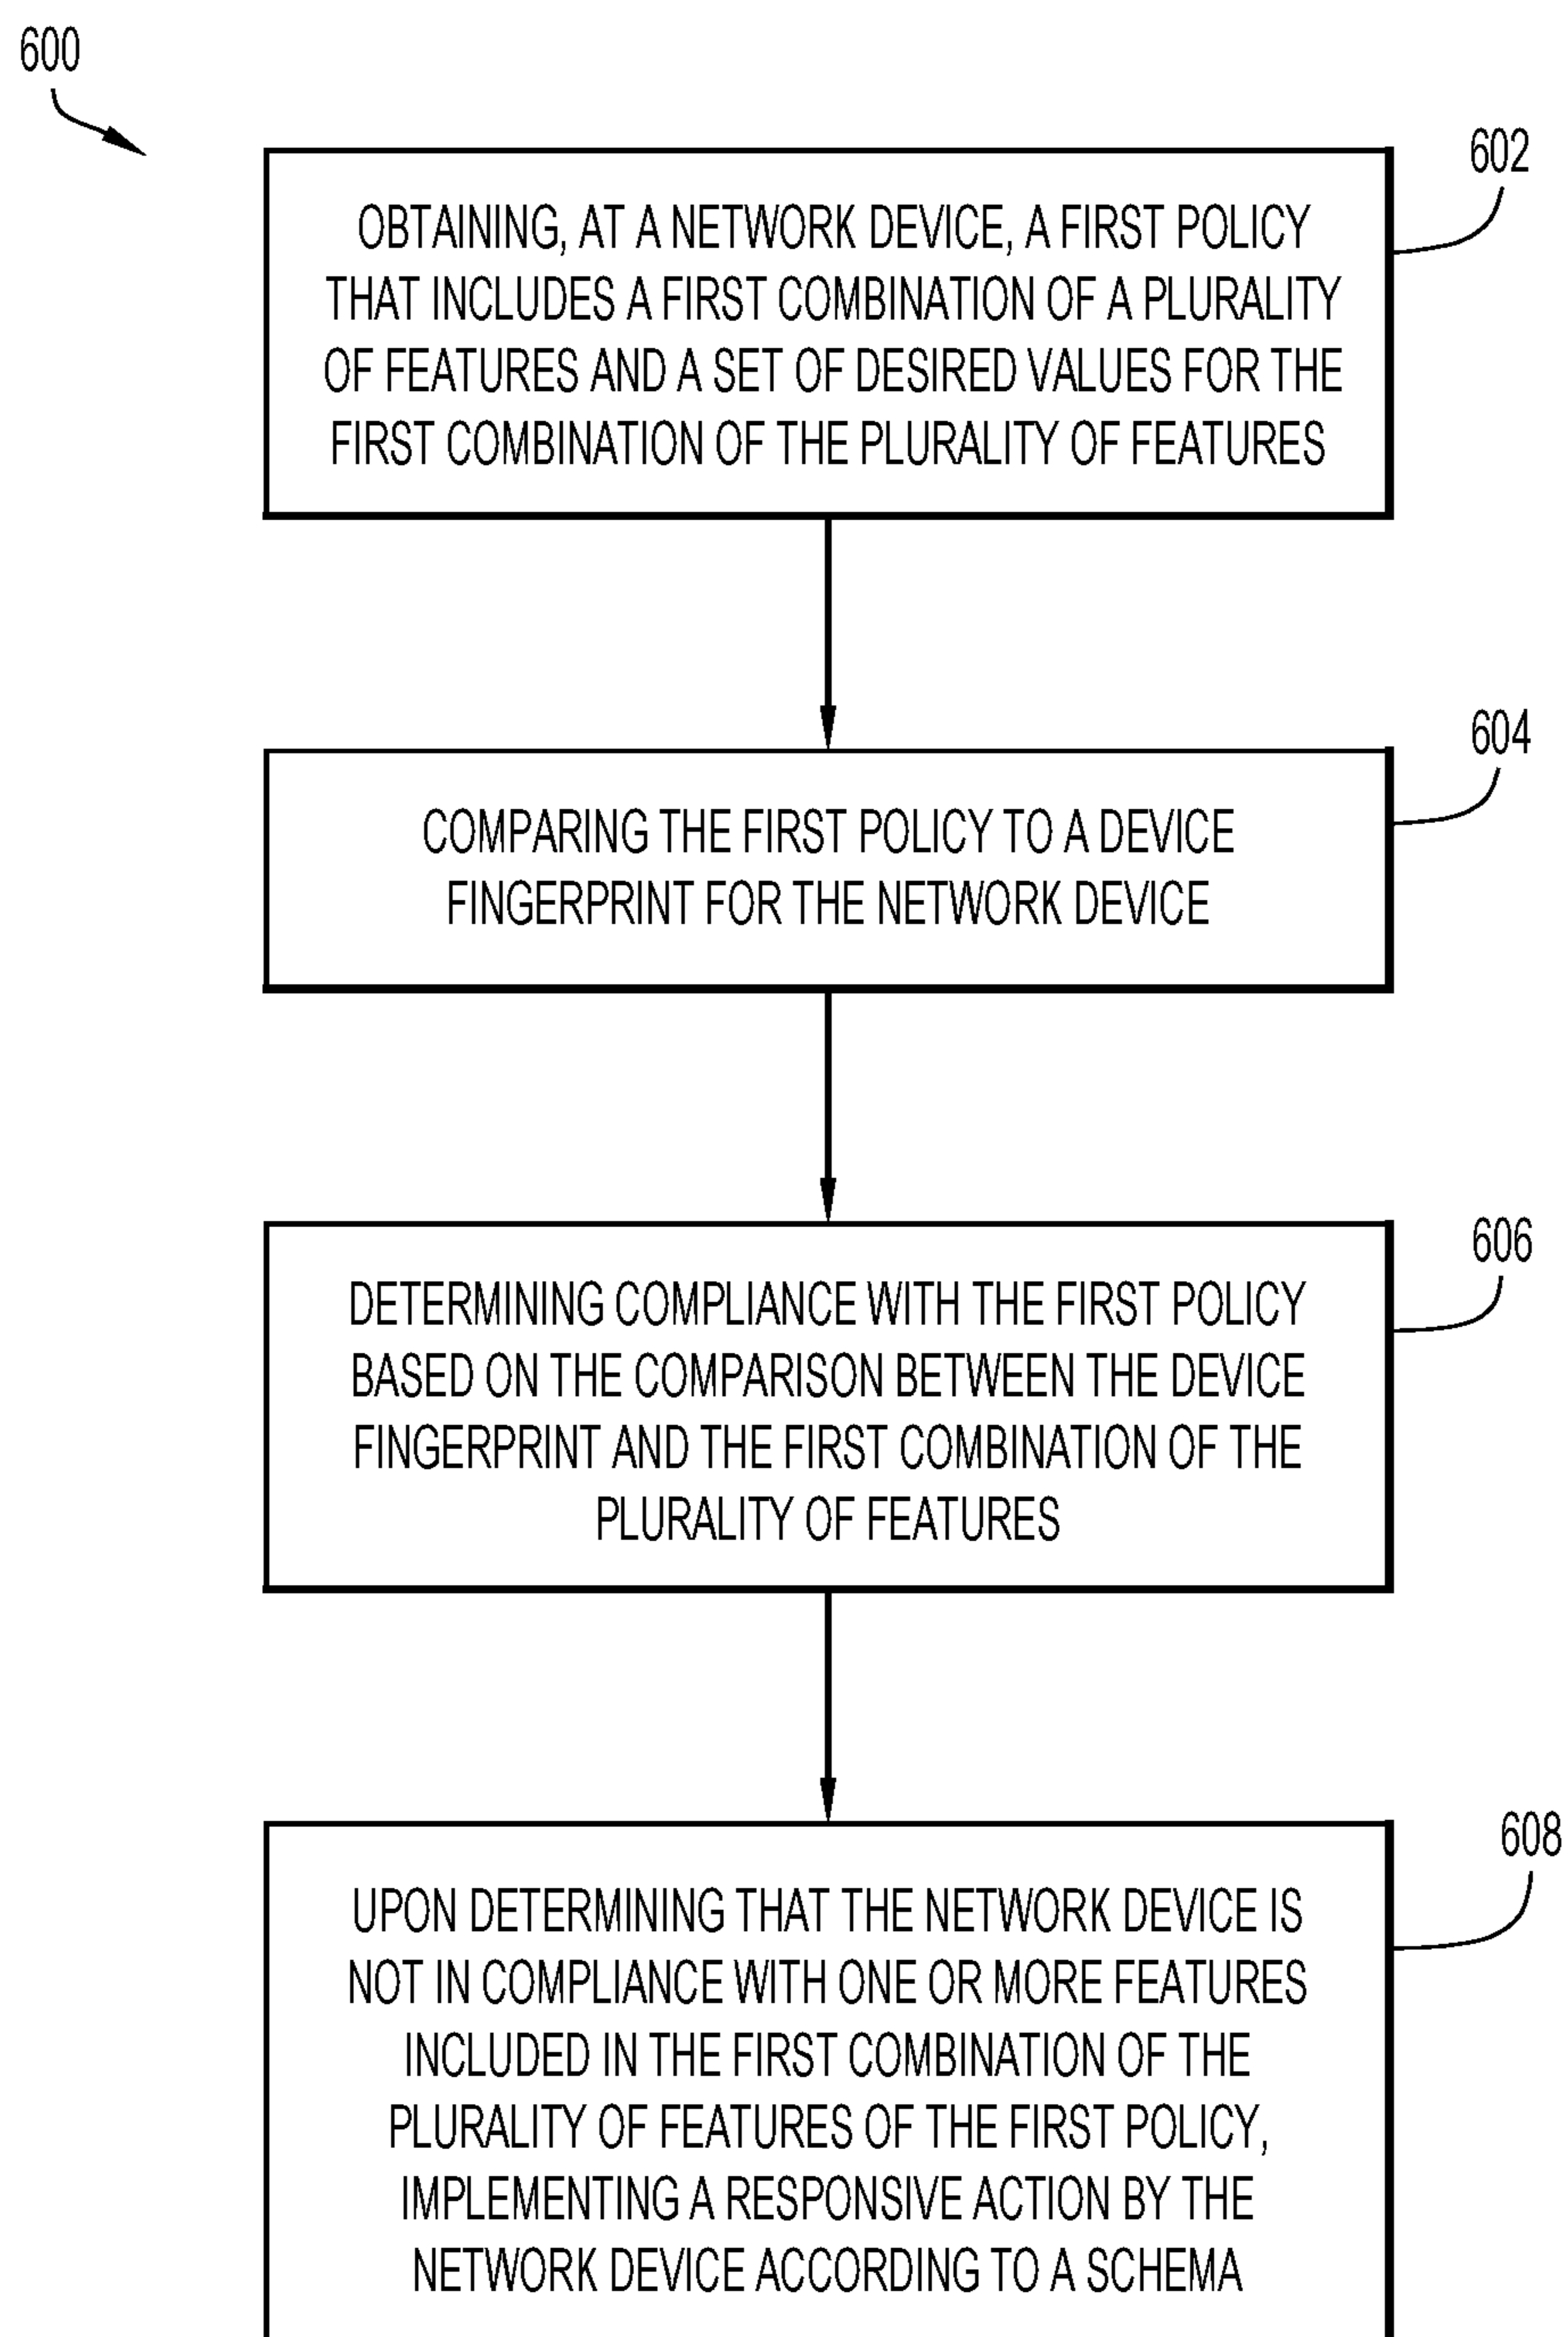 600
602
OBTAINING, AT A NETWORK DEVICE, A FIRST POLICY
THAT INCLUDES A FIRST COMBINATION OF A PLURALITY
OF FEATURES AND A SET OF DESIRED VALUES FOR THE
FIRST COMBINATION OF THE PLURALITY OF FEATURES
604
COMPARING THE FIRST POLICY TO A DEVICE
FINGERPRINT FOR THE NETWORK DEVICE
606
DETERMINING COMPLIANCE WITH THE FIRST POLICY
BASED ON THE COMPARISON BETWEEN THE DEVICE
FINGERPRINT AND THE FIRST COMBINATION OF THE
PLURALITY OF FEATURES
608
UPON DETERMINING THAT THE NETWORK DEVICE IS
NOT IN COMPLIANCE WITH ONE OR MORE FEATURES
INCLUDED IN THE FIRST COMBINATION OF THE
PLURALITY OF FEATURES OF THE FIRST POLICY,
IMPLEMENTING A RESPONSIVE ACTION BY THE
NETWORK DEVICE ACCORDING TO A SCHEMA